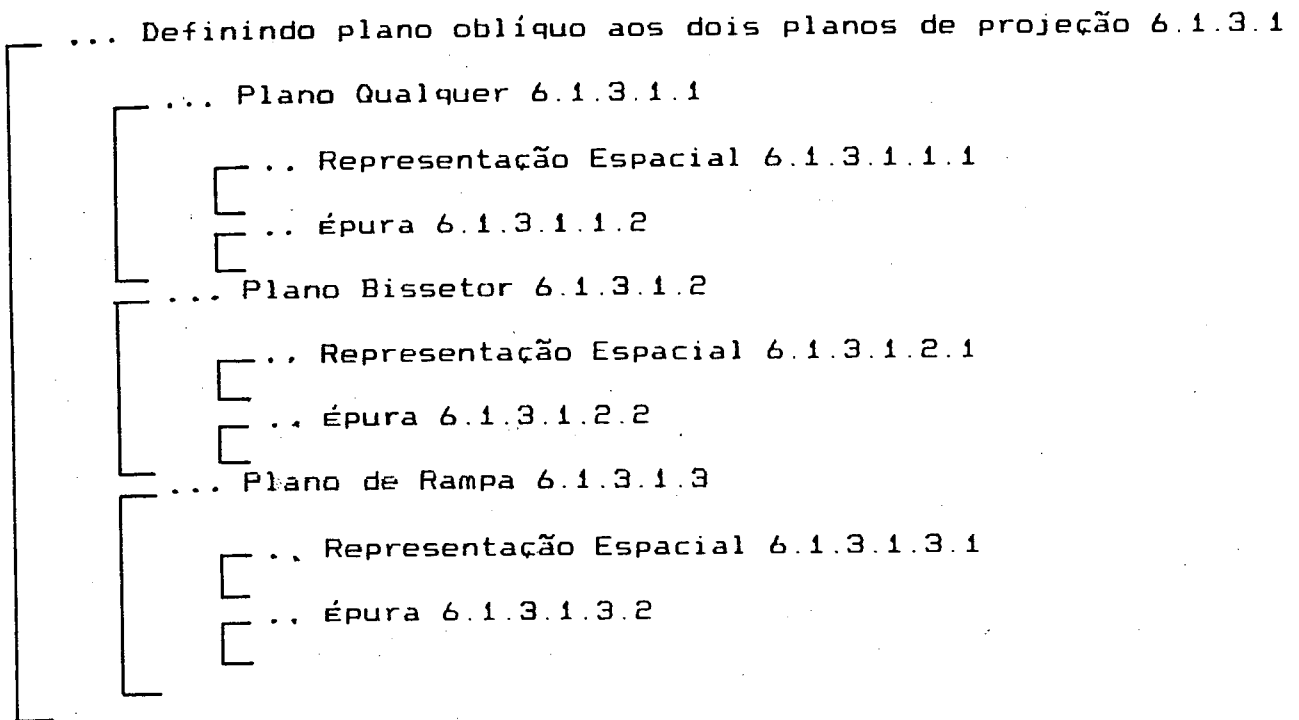 ... Definindo plano oblíquo aos dois planos de projeção 6.1.3.1
... Plano Qualquer 6.1.3.1.1
.. Representação Espacial 6.1.3.1.1.1
.. Épura 6.1.3.1.1.2
... Plano Bissetor 6.1.3.1.2
.. Representação Espacial 6.1.3.1.2.1
.. Épura 6.1.3.1.2.2
... Plano de Rampa 6.1.3.1.3
.. Representação Espacial 6.1.3.1.3.1
.. Épura 6.1.3.1.3.2